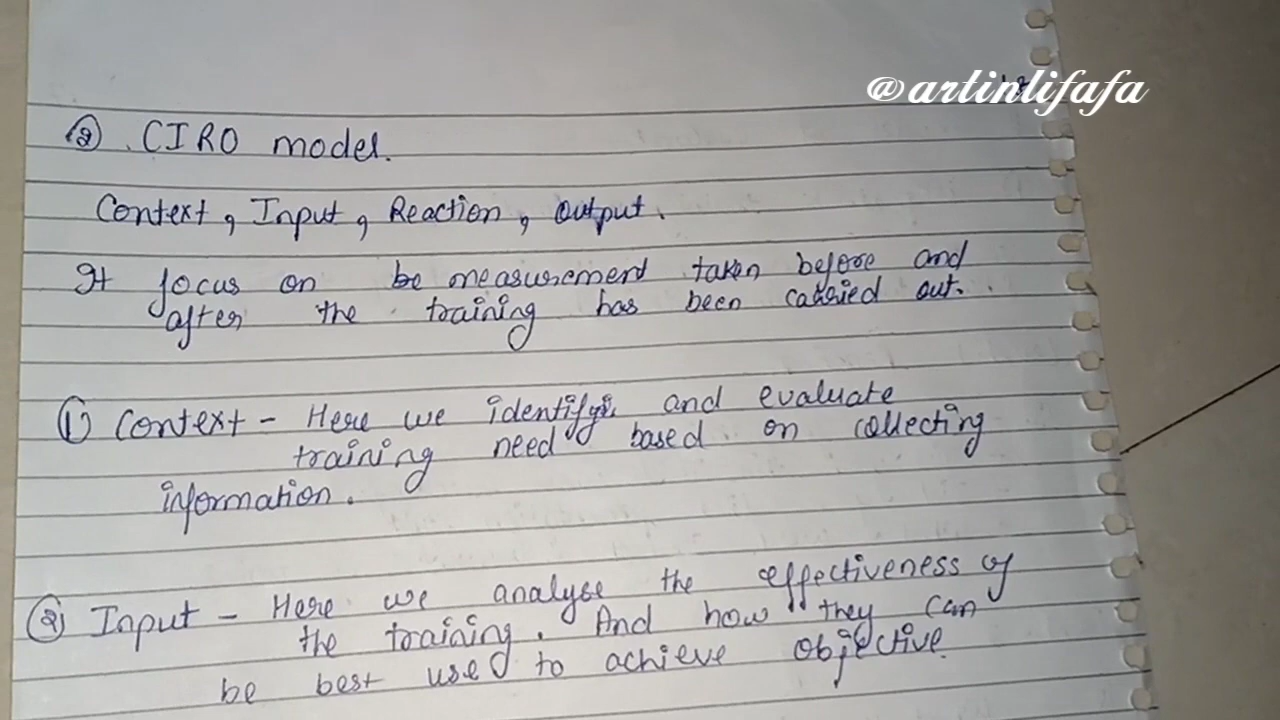 @artinlifafa
② . CIRO model.
Context, Input, Reaction, Output.
It focus on be measurement taken before and
after the training has been carried out.
① Context - Here we identify and evaluate
training need based on collecting
information.
② Input - Here we analyse the effectiveness of
the training. And how they can
be best used to achieve objective.